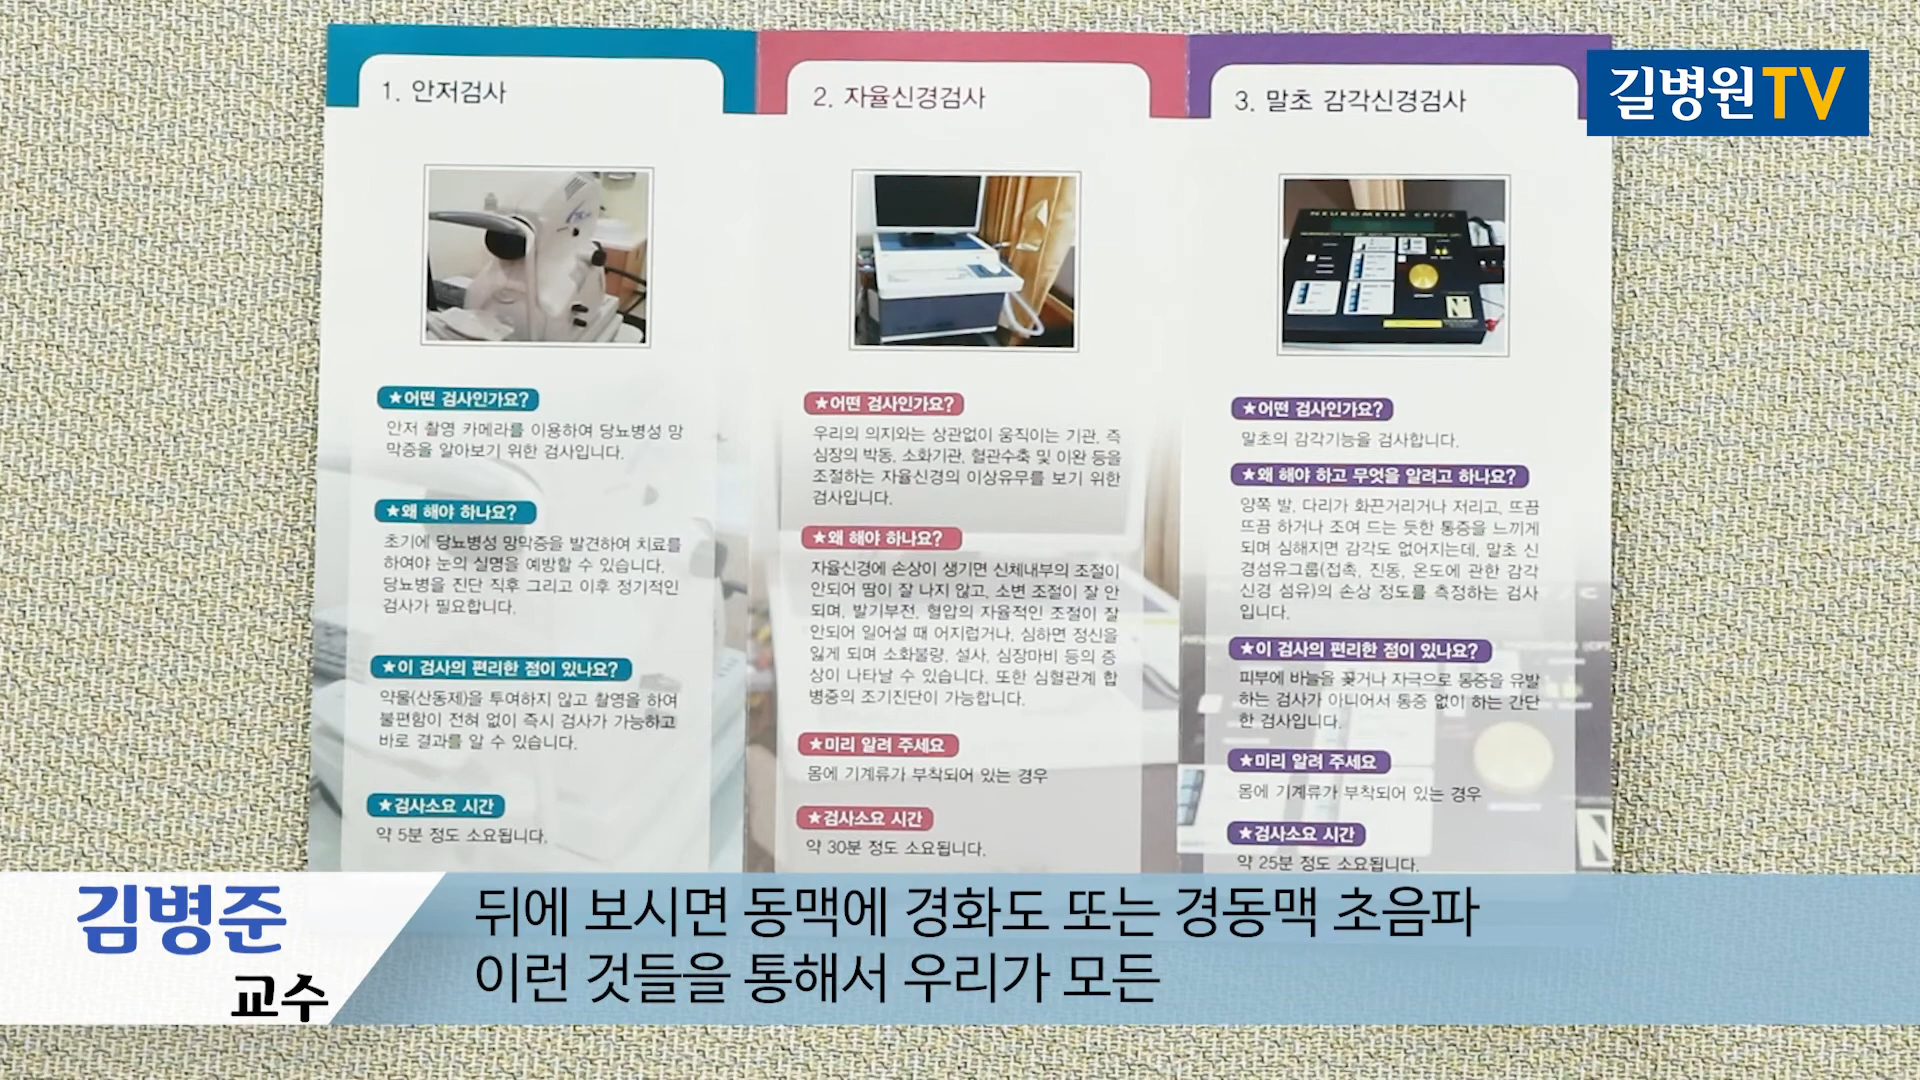 길병원TV
1. 안저검사
★어떤 검사인가요?
안저 촬영 카메라를 이용하여 당뇨병성 망
막증을 알아보기 위한 검사입니다.
★왜 해야 하나요?
초기에 당뇨병성 망막증을 발견하여 치료를
하여야 눈의 실명을 예방할 수 있습니다.
당뇨병을 진단 직후 그리고 이후 정기적인
검사가 필요합니다.
★이 검사의 편리한 점이 있나요?
약물(산동제)을 투여하지 않고 촬영을 하여
불편함이 전혀 없이 즉시 검사가 가능하고
바로 결과를 알 수 있습니다.
★검사소요 시간
약 5분 정도 소요됩니다.
2. 자율신경검사
★어떤 검사인가요?
우리의 의지와는 상관없이 움직이는 기관, 즉
심장의 박동, 소화기관, 혈관수축 및 이완 등을
조절하는 자율신경의 이상유무를 보기 위한
검사입니다.
★왜 해야 하나요?
자율신경에 손상이 생기면 신체내부의 조절이
안되어 땀이 잘 나지 않고, 소변 조절이 잘 안
되며, 발기부전, 혈압의 자율적인 조절이 잘
안되어 일어설 때 어지럽거나, 심하면 정신을
잃게 되며 소화불량, 설사, 심장마비 등의 증
상이 나타날 수 있습니다. 또한 심혈관계 합
병증의 조기진단이 가능합니다.
★미리 알려 주세요
몸에 기계류가 부착되어 있는 경우
★검사소요 시간
약 30분 정도 소요됩니다.
3. 말초 감각신경검사
NEUROMETER CPT/C
★어떤 검사인가요?
말초의 감각기능을 검사합니다.
★왜 해야 하고 무엇을 알려고 하나요?
양쪽 발, 다리가 화끈거리거나 저리고, 뜨끔
뜨끔 하거나 조여 드는 듯한 통증을 느끼게
되며 심해지면 감각도 없어지는데, 말초 신
경섬유그룹(접촉, 진동, 온도에 관한 감각
신경 섬유)의 손상 정도를 측정하는 검사
입니다.
★이 검사의 편리한 점이 있나요?
피부에 바늘을 꽂거나 자극으로 통증을 유발
하는 검사가 아니어서 통증 없이 하는 간단
한 검사입니다.
★미리 알려 주세요
몸에 기계류가 부착되어 있는 경우
★검사소요 시간
약 25분 정도 소요됩니다.
김병준
교수
뒤에 보시면 동맥에 경화도 또는 경동맥 초음파
이런 것들을 통해서 우리가 모든